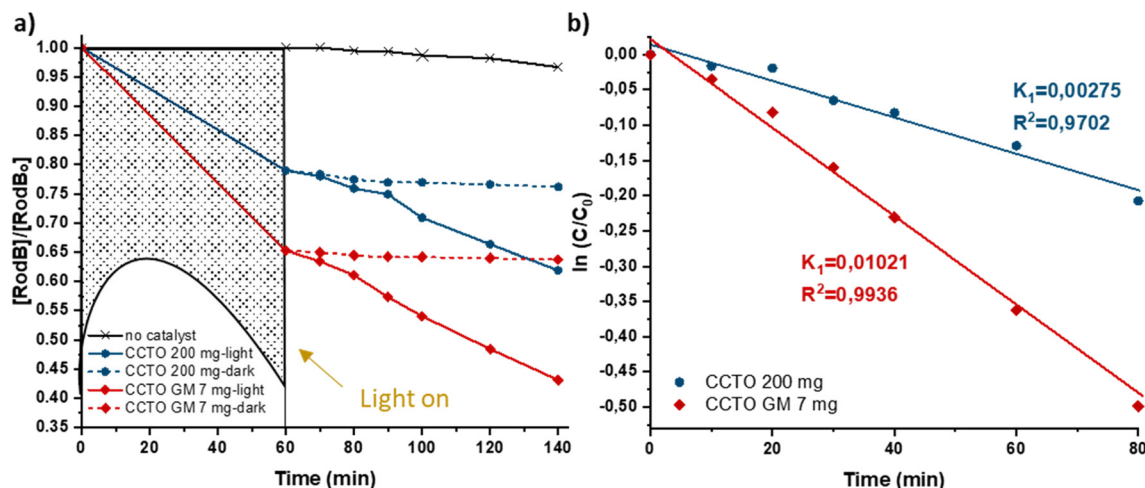 a)
[RodB]/[RodB₀]
1.00
0.95
0.90
0.85
0.80
0.75
0.70
0.65
0.60
0.55
0.50
0.45
0.40
0.35
no catalyst
CCTO 200 mg-light
CCTO 200 mg-dark
CCTO GM 7 mg-light
CCTO GM 7 mg-dark
Light on
0 20 40 60 80 100 120 140
Time (min)
b)
ln (C/C₀)
0,00
-0,05
-0,10
-0,15
-0,20
-0,25
-0,30
-0,35
-0,40
-0,45
-0,50
K₁=0,00275
R²=0,9702
K₁=0,01021
R²=0,9936
CCTO 200 mg
CCTO GM 7 mg
0 20 40 60 80
Time (min)